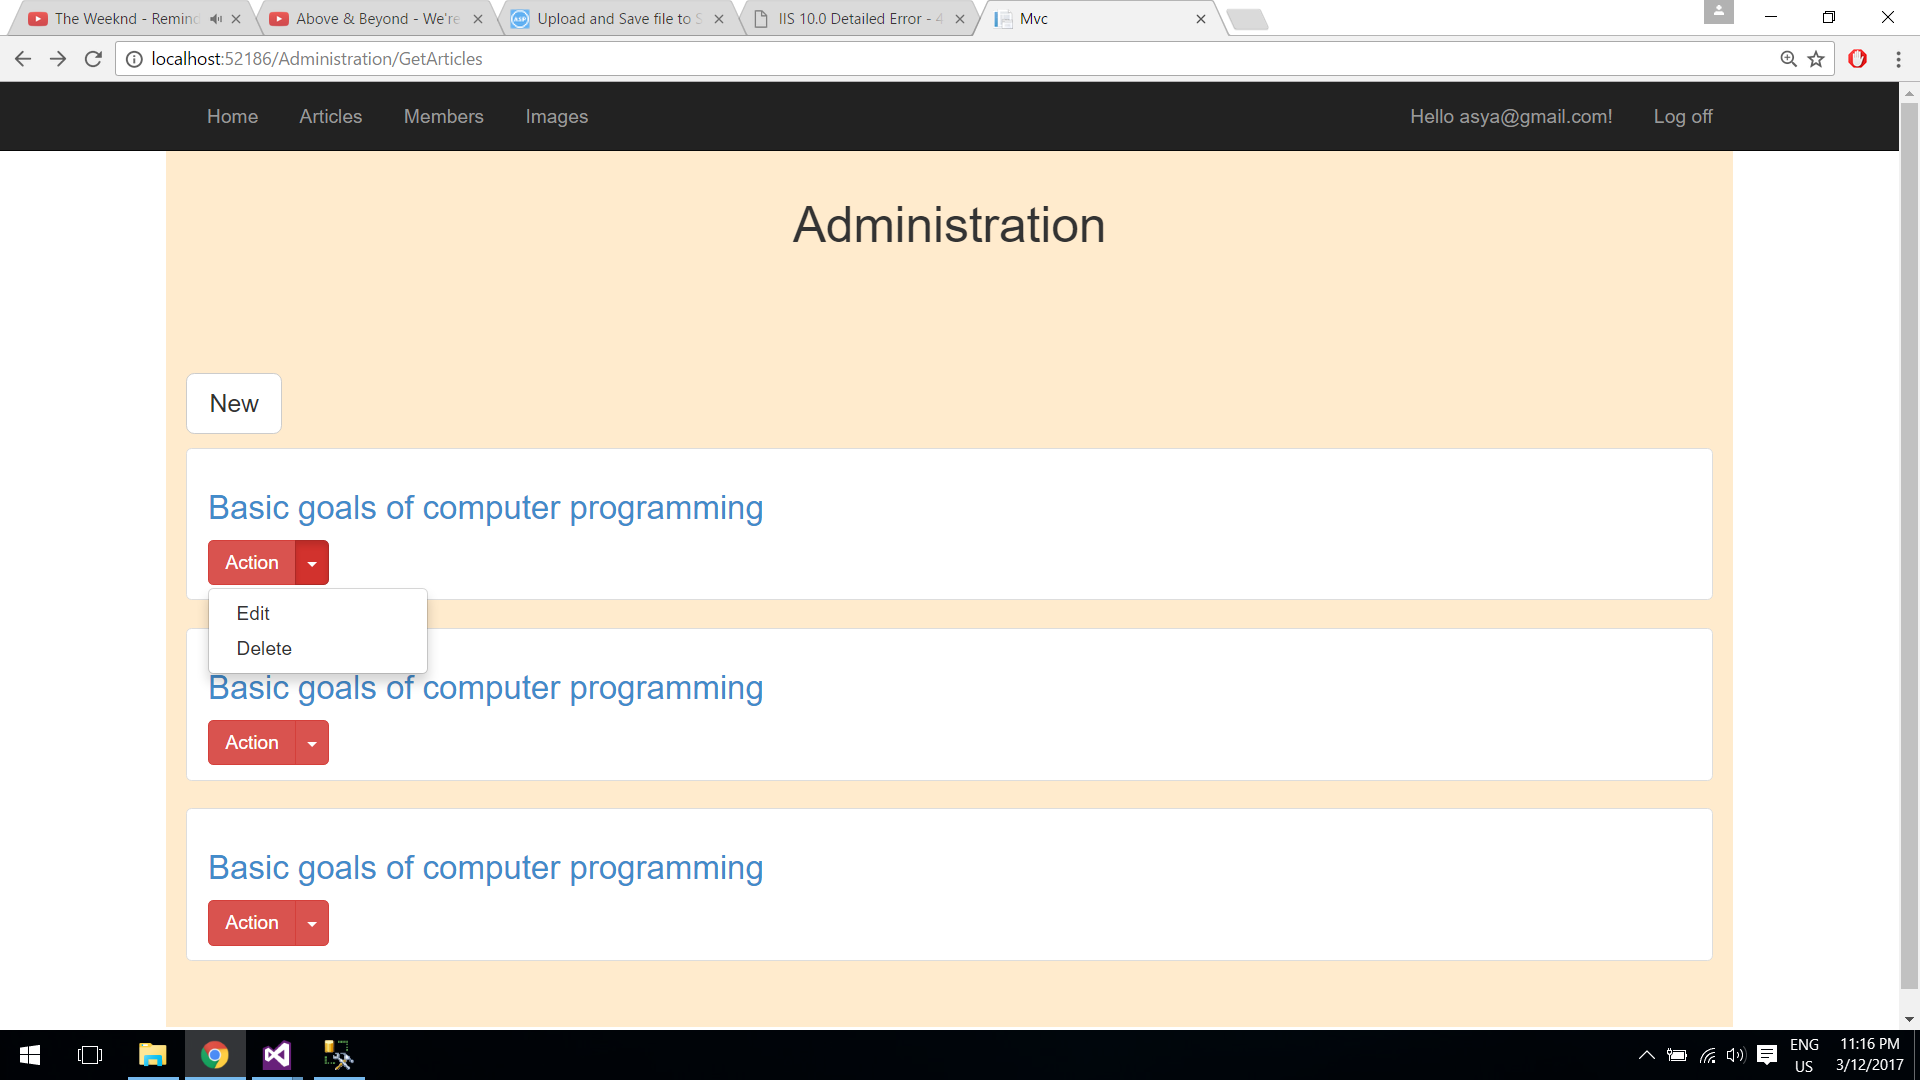 The Weeknd - Remind
Above & Beyond - We're
Upload and Save file to S
IIS 10.0 Detailed Error - 4
Mvc
localhost:52186/Administration/GetArticles
Home Articles Members Images Hello asya@gmail.com! Log off
Administration
New
Basic goals of computer programming
Action
Edit
Delete
Basic goals of computer programming
Action
Basic goals of computer programming
Action
ENG
US
11:16 PM
3/12/2017